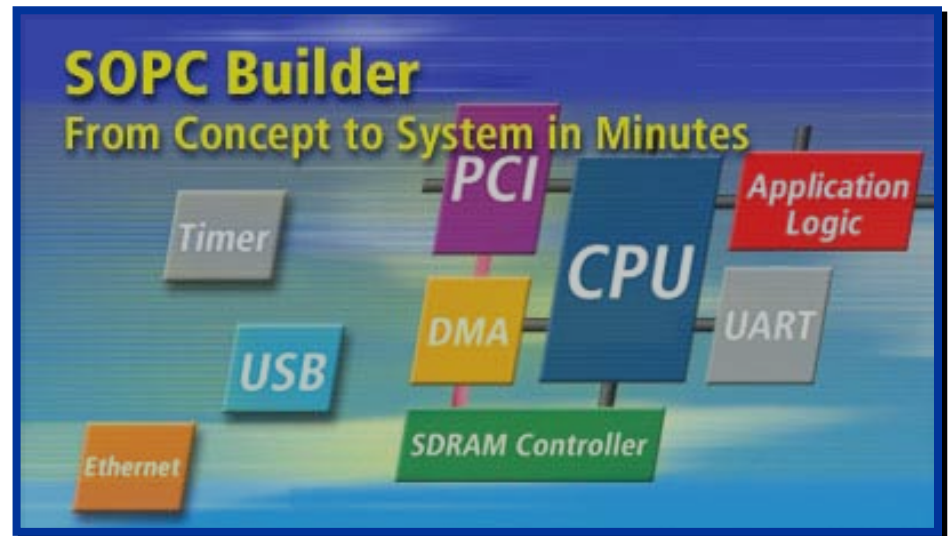 SOPC Builder
From Concept to System in Minutes
PCI
Application
Logic
Timer
CPU
DMA
UART
USB
SDRAM Controller
Ethernet